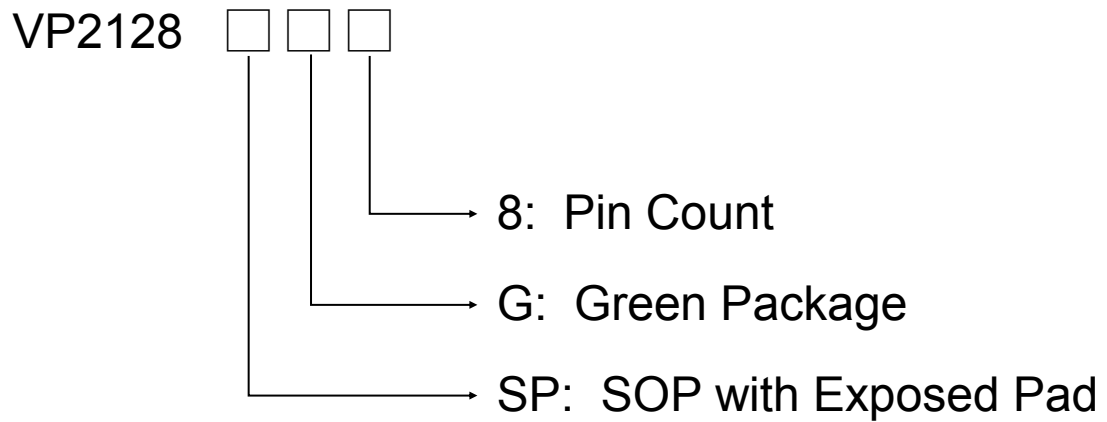 VP2128
8: Pin Count
G: Green Package
SP: SOP with Exposed Pad